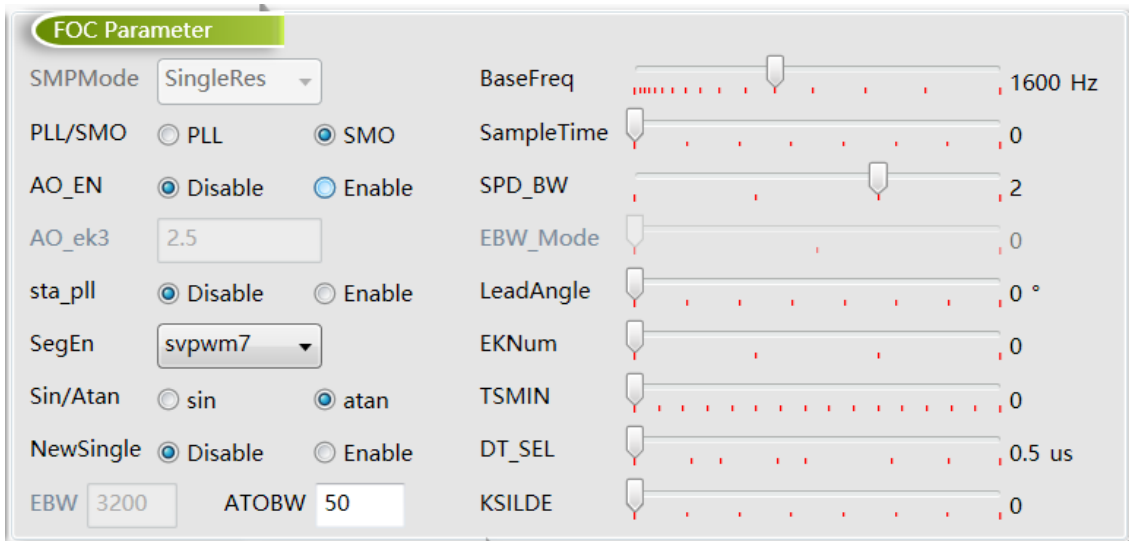 FOC Parameter
SMPMode SingleRes BaseFreq 1600 Hz
PLL/SMO PLL SMO SampleTime 0
AO_EN Disable Enable SPD_BW 2
AO_ek3 2.5 EBW_Mode 0
sta_pll Disable Enable LeadAngle 0 °
SegEn svpwm7 EKNum 0
Sin/Atan sin atan TSMIN 0
NewSingle Disable Enable DT_SEL 0.5 us
EBW 3200 ATOBW 50 KSILDE 0